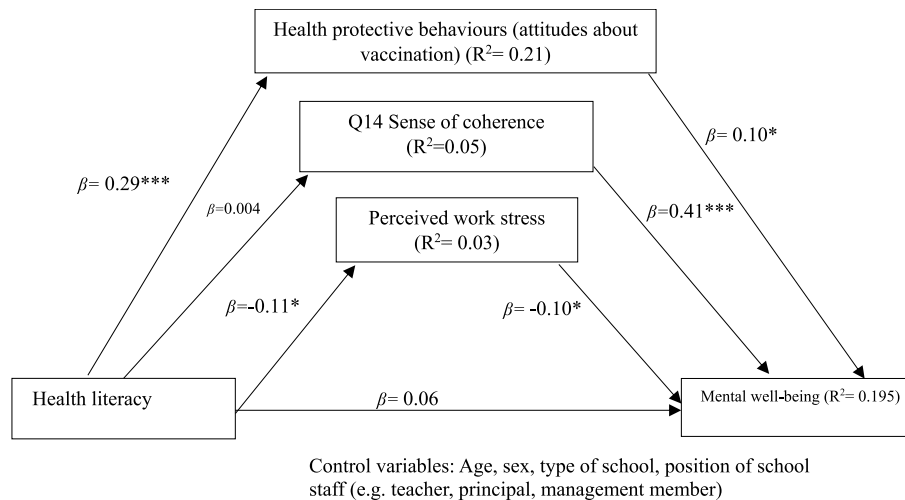 Health protective behaviours (attitudes about
vaccination) (R²= 0.21)
Q14 Sense of coherence
(R²=0.05)
β= 0.10*
β= 0.29***
β=0.004
β=0.41***
Perceived work stress
(R²= 0.03)
β=-0.11*
β= -0.10*
Health literacy
β= 0.06
Mental well-being (R²= 0.195)
Control variables: Age, sex, type of school, position of school
staff (e.g. teacher, principal, management member)